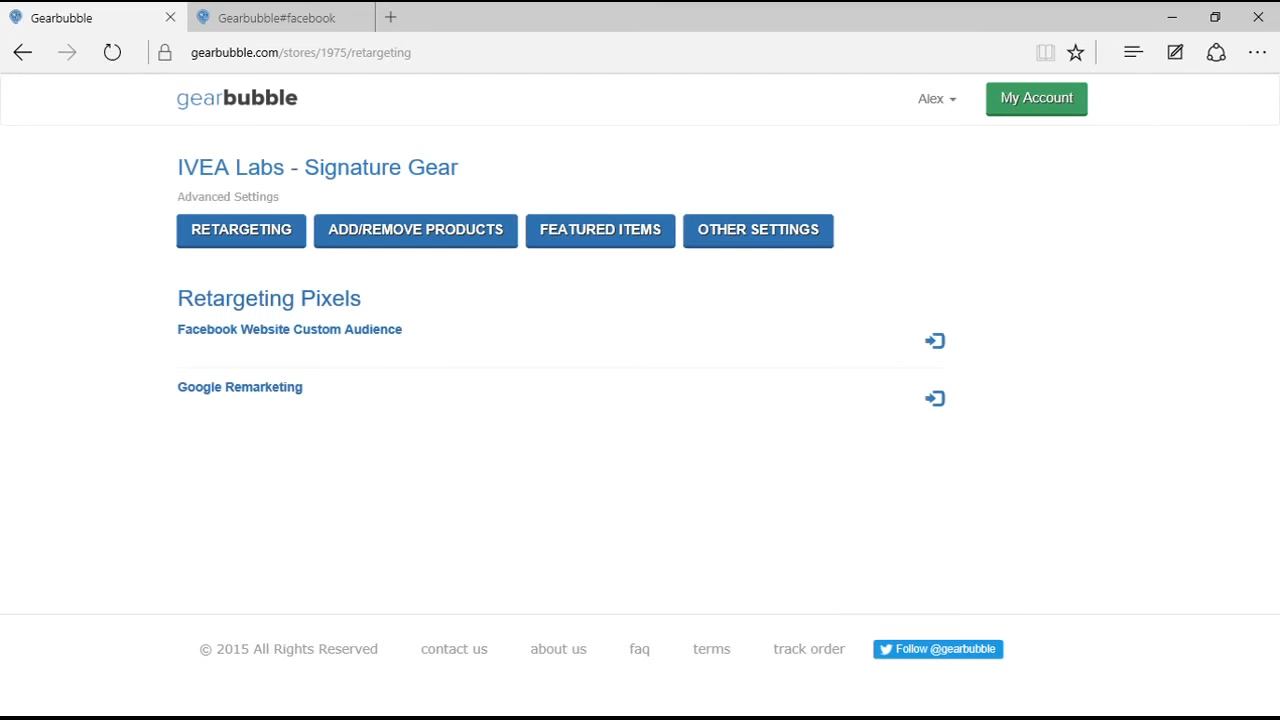 Gearbubble
Gearbubble#facebook
gearbubble.com/stores/1975/retargeting
gearbubble
Alex
My Account
IVEA Labs - Signature Gear
Advanced Settings
RETARGETING ADD/REMOVE PRODUCTS FEATURED ITEMS OTHER SETTINGS
Retargeting Pixels
Facebook Website Custom Audience
Google Remarketing
© 2015 All Rights Reserved contact us about us faq terms track order Follow @gearbubble